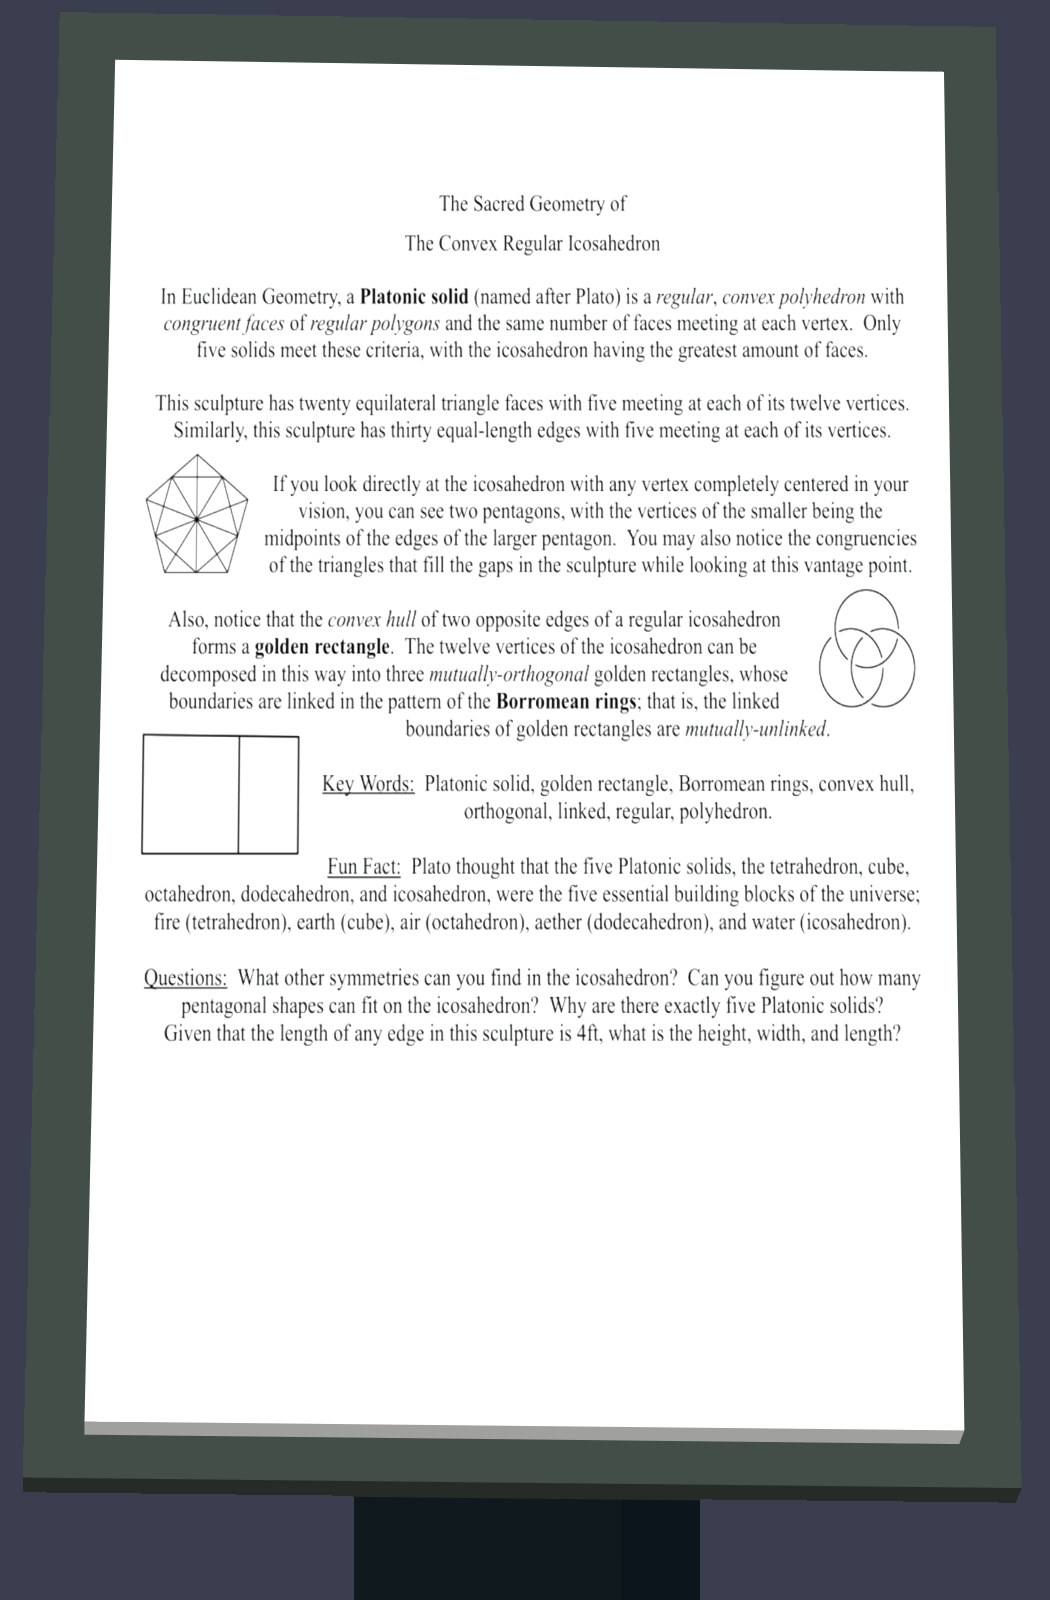 The Sacred Geometry of
The Convex Regular Icosahedron
In Euclidean Geometry, a Platonic solid (named after Plato) is a regular, convex polyhedron with
congruent faces of regular polygons and the same number of faces meeting at each vertex. Only
five solids meet these criteria, with the icosahedron having the greatest amount of faces.
This sculpture has twenty equilateral triangle faces with five meeting at each of its twelve vertices.
Similarly, this sculpture has thirty equal-length edges with five meeting at each of its vertices.
If you look directly at the icosahedron with any vertex completely centered in your
vision, you can see two pentagons, with the vertices of the smaller being the
midpoints of the edges of the larger pentagon. You may also notice the congruencies
of the triangles that fill the gaps in the sculpture while looking at this vantage point.
Also, notice that the convex hull of two opposite edges of a regular icosahedron
forms a golden rectangle. The twelve vertices of the icosahedron can be
decomposed in this way into three mutually-orthogonal golden rectangles, whose
boundaries are linked in the pattern of the Borromean rings; that is, the linked
boundaries of golden rectangles are mutually-unlinked.
Key Words: Platonic solid, golden rectangle, Borromean rings, convex hull,
orthogonal, linked, regular, polyhedron.
Fun Fact: Plato thought that the five Platonic solids, the tetrahedron, cube,
octahedron, dodecahedron, and icosahedron, were the five essential building blocks of the universe;
fire (tetrahedron), earth (cube), air (octahedron), aether (dodecahedron), and water (icosahedron).
Questions: What other symmetries can you find in the icosahedron? Can you figure out how many
pentagonal shapes can fit on the icosahedron? Why are there exactly five Platonic solids?
Given that the length of any edge in this sculpture is 4ft, what is the height, width, and length?